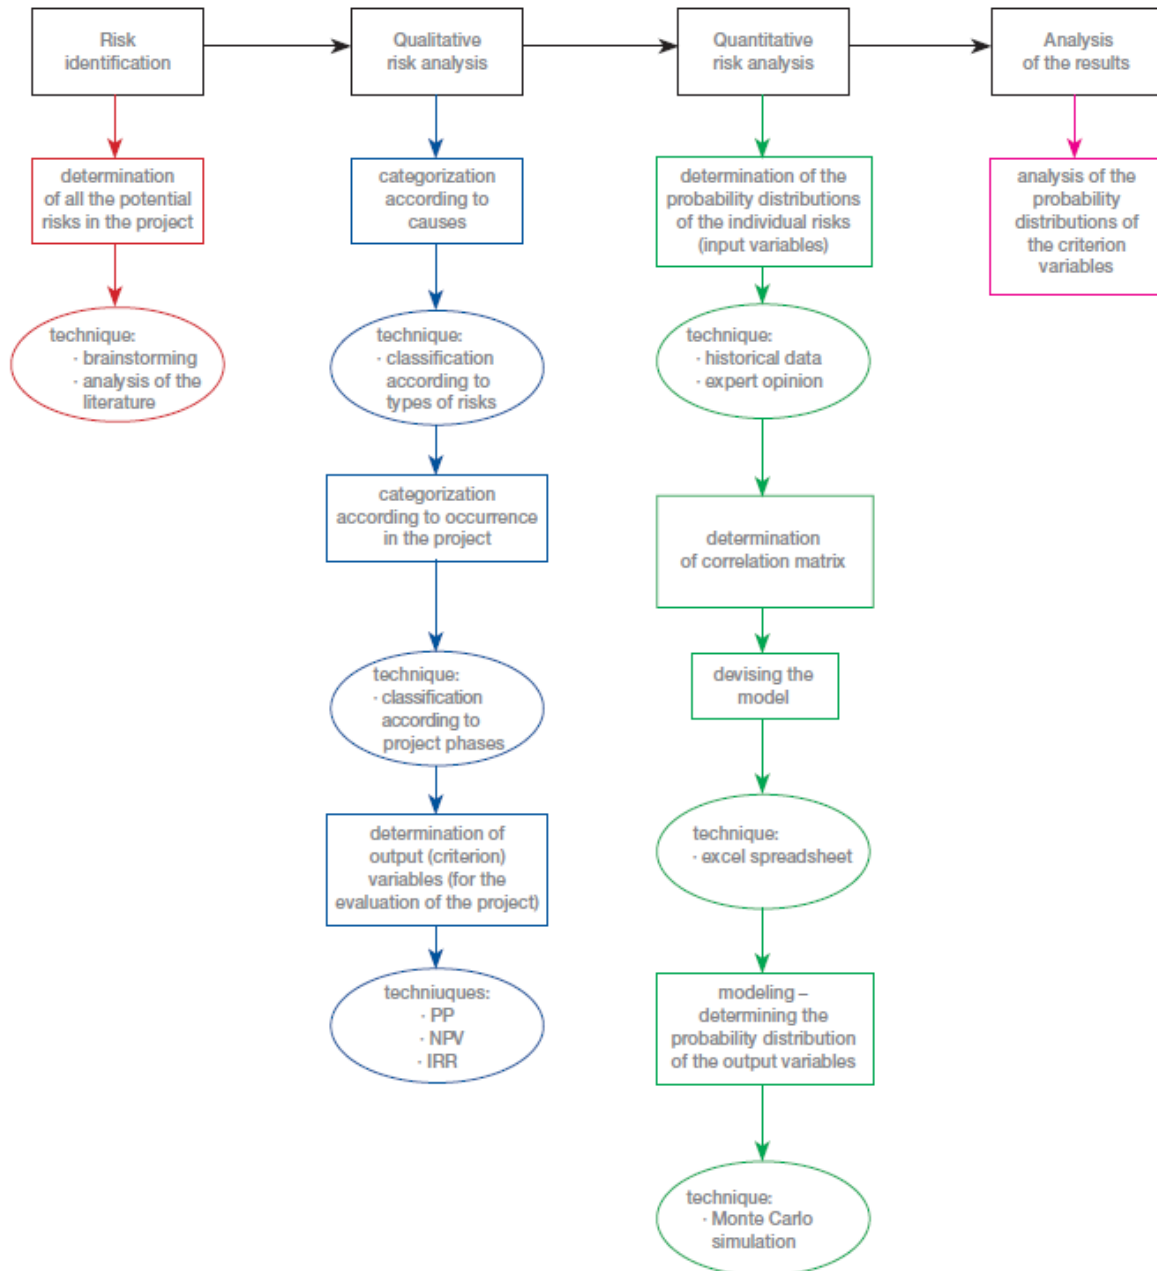 Risk
identification
Qualitative
risk analysis
Quantitative
risk analysis
Analysis
of the results
determination
of all the potential
risks in the project
technique:
· brainstorming
· analysis of the
literature
categorization
according to
causes
technique:
· classification
according to
types of risks
categorization
according to occurrence
in the project
technique:
· classification
according to
project phases
determination of
output (criterion)
variables (for the
evaluation of the project)
techniuques:
· PP
· NPV
· IRR
determination of the
probability distributions
of the individual risks
(input variables)
technique:
· historical data
· expert opinion
determination
of correlation matrix
devising the
model
technique:
· excel spreadsheet
modeling –
determining the
probability distribution
of the output variables
technique:
· Monte Carlo
simulation
analysis of the
probability
distributions of
the criterion
variables